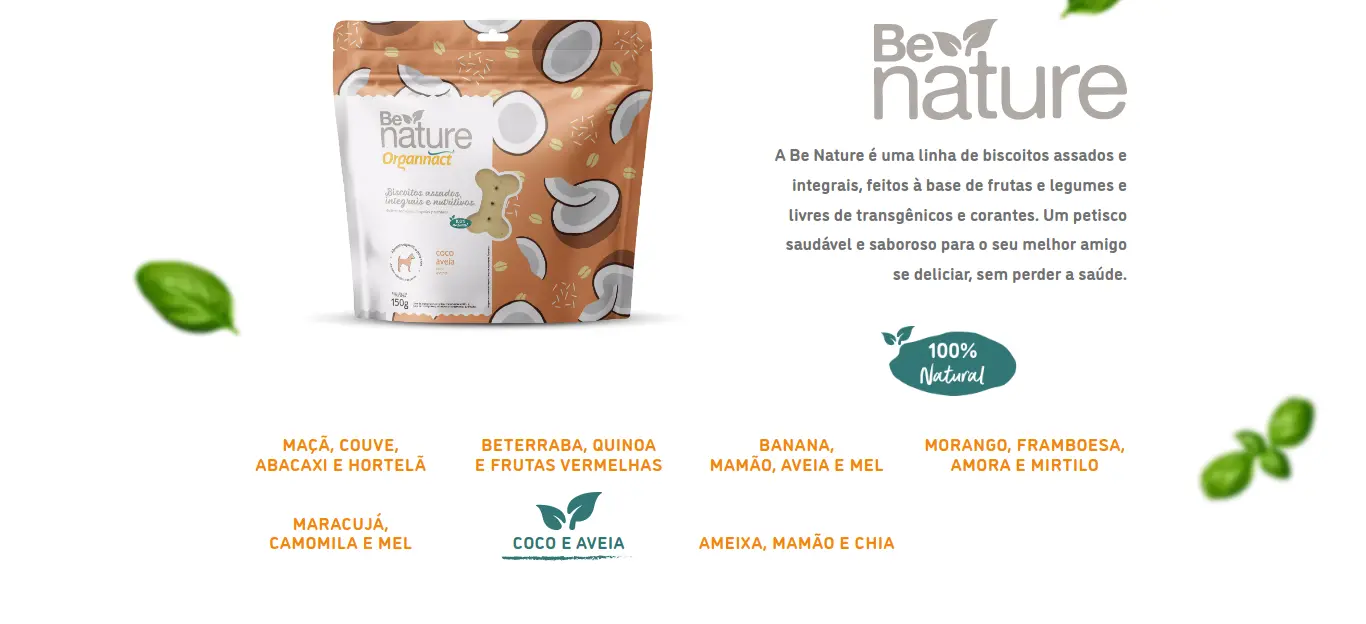 Be
nature
Organnact
Biscoitos assados,
integrais e nutritivos.
100%
coco
aveia
150g
Be
nature
A Be Nature é uma linha de biscoitos assados e
integrais, feitos à base de frutas e legumes e
livres de transgênicos e corantes. Um petisco
saudável e saboroso para o seu melhor amigo
se deliciar, sem perder a saúde.
100%
Natural
MAÇÃ, COUVE,
ABACAXI E HORTELÃ
BETERRABA, QUINOA
E FRUTAS VERMELHAS
BANANA,
MAMÃO, AVEIA E MEL
MORANGO, FRAMBOESA,
AMORA E MIRTILO
MARACUJÁ,
CAMOMILA E MEL
COCO E AVEIA
AMEIXA, MAMÃO E CHIA